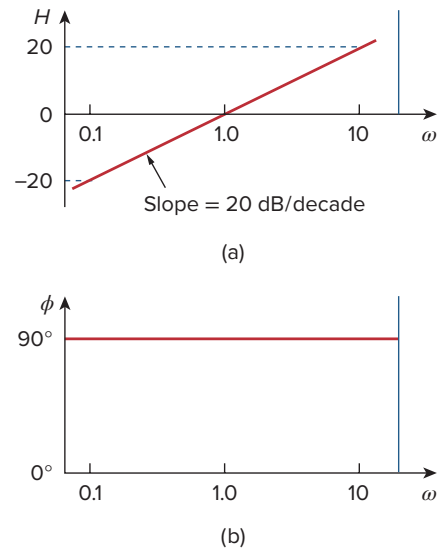 H
20
0
0.1
1.0
10
ω
–20
Slope = 20 dB/decade
(a)
ϕ
90°
0°
0.1
1.0
10
ω
(b)